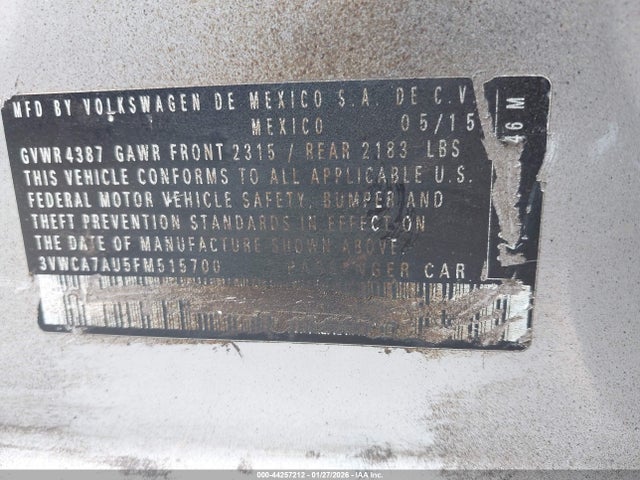 MFD BY VOLKSWAGEN DE MEXICO S.A. DE C.V.
MEXICO 05/15
GVWR 4387 GAWR FRONT 2315 / REAR 2183 LBS
THIS VEHICLE CONFORMS TO ALL APPLICABLE U.S.
FEDERAL MOTOR VEHICLE SAFETY, BUMPER AND
THEFT PREVENTION STANDARDS IN EFFECT ON
THE DATE OF MANUFACTURE SHOWN ABOVE.
3VWCA7AU5FM515700 PASSENGER CAR
46 M
000-44257212 - 01/27/2026 - IAAI.COM